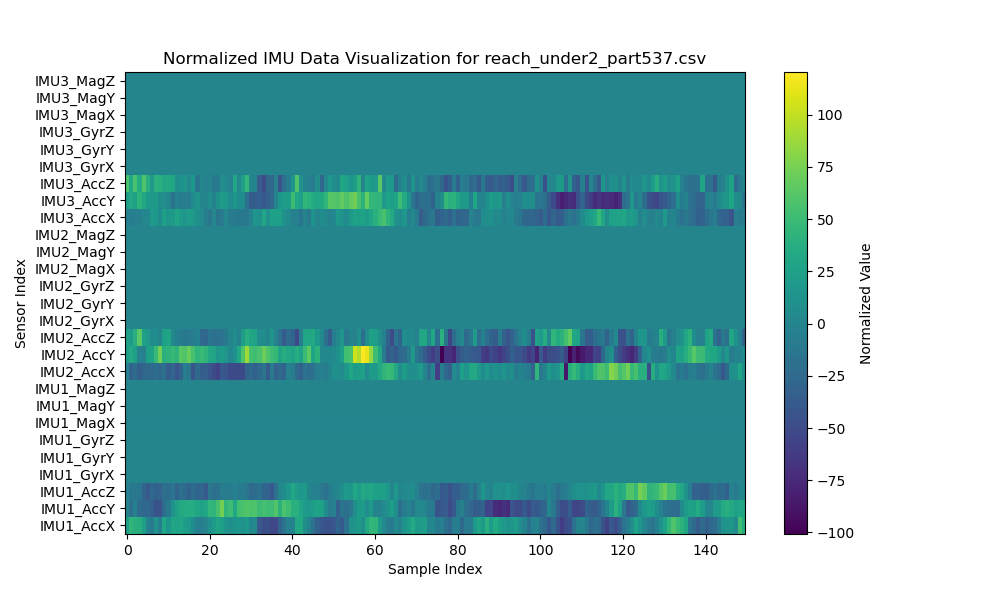 Normalized IMU Data Visualization for reach_under2_part537.csv
IMU3_MagZ
IMU3_MagY
IMU3_MagX
IMU3_GyrZ
IMU3_GyrY
IMU3_GyrX
IMU3_AccZ
IMU3_AccY
IMU3_AccX
IMU2_MagZ
IMU2_MagY
IMU2_MagX
IMU2_GyrZ
IMU2_GyrY
IMU2_GyrX
IMU2_AccZ
IMU2_AccY
IMU2_AccX
IMU1_MagZ
IMU1_MagY
IMU1_MagX
IMU1_GyrZ
IMU1_GyrY
IMU1_GyrX
IMU1_AccZ
IMU1_AccY
IMU1_AccX
Sensor Index
0 20 40 60 80 100 120 140
Sample Index
100
75
50
25
0
−25
−50
−75
−100
Normalized Value